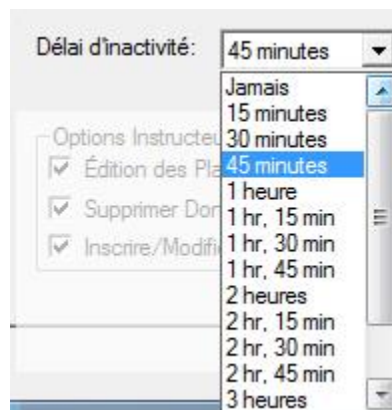 Délai d'inactivité: 45 minutes
Jamais
15 minutes
30 minutes
45 minutes
1 heure
1 hr, 15 min
1 hr, 30 min
1 hr, 45 min
2 heures
2 hr, 15 min
2 hr, 30 min
2 hr, 45 min
3 heures
Options Instructeu
Édition des Pla
Supprimer Don
Inscrire/Modifi